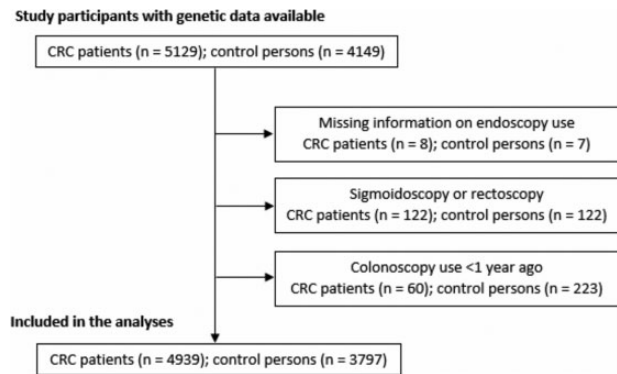 Study participants with genetic data available
CRC patients (n = 5129); control persons (n = 4149)
Missing information on endoscopy use
CRC patients (n = 8); control persons (n = 7)
Sigmoidoscopy or rectoscopy
CRC patients (n = 122); control persons (n = 122)
Colonoscopy use <1 year ago
CRC patients (n = 60); control persons (n = 223)
Included in the analyses
CRC patients (n = 4939); control persons (n = 3797)